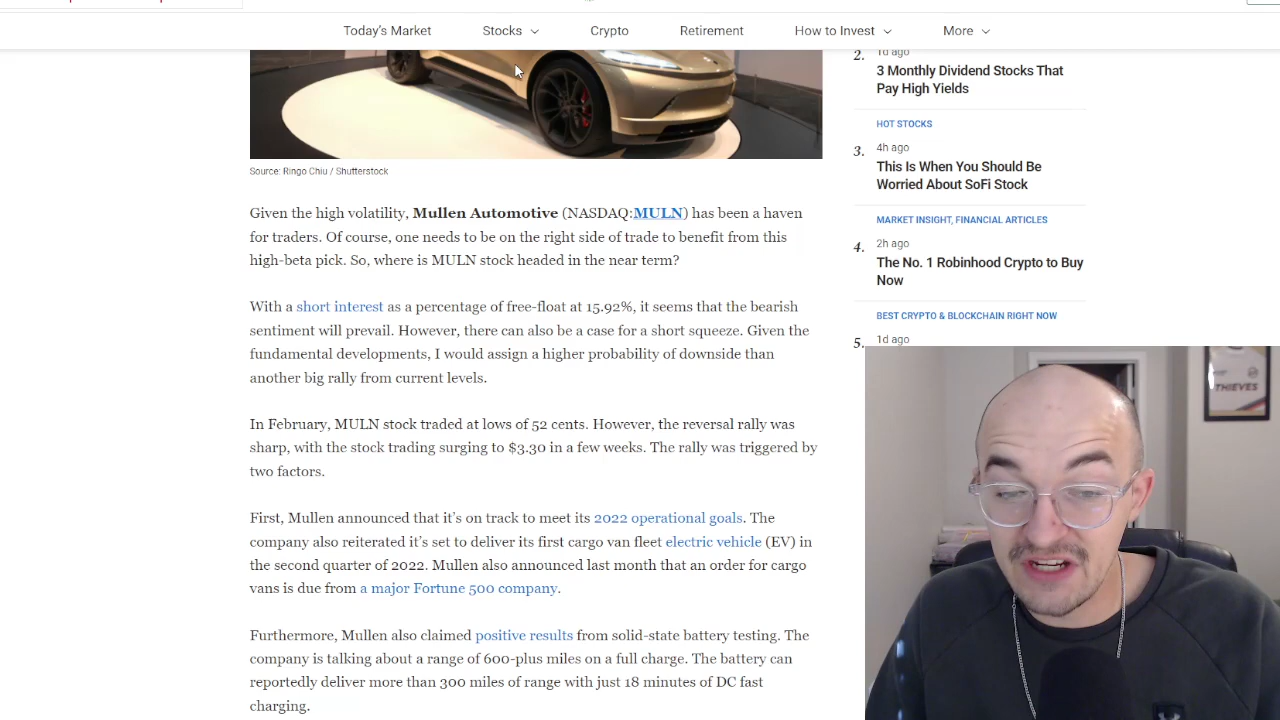 Today's Market
Stocks
Crypto
Retirement
How to Invest
More
Source: Ringo Chiu / Shutterstock
Given the high volatility, Mullen Automotive (NASDAQ:MULN) has been a haven
for traders. Of course, one needs to be on the right side of trade to benefit from this
high-beta pick. So, where is MULN stock headed in the near term?
With a short interest as a percentage of free-float at 15.92%, it seems that the bearish
sentiment will prevail. However, there can also be a case for a short squeeze. Given the
fundamental developments, I would assign a higher probability of downside than
another big rally from current levels.
In February, MULN stock traded at lows of 52 cents. However, the reversal rally was
sharp, with the stock trading surging to $3.30 in a few weeks. The rally was triggered by
two factors.
First, Mullen announced that it's on track to meet its 2022 operational goals. The
company also reiterated it's set to deliver its first cargo van fleet electric vehicle (EV) in
the second quarter of 2022. Mullen also announced last month that an order for cargo
vans is due from a major Fortune 500 company.
Furthermore, Mullen also claimed positive results from solid-state battery testing. The
company is talking about a range of 600-plus miles on a full charge. The battery can
reportedly deliver more than 300 miles of range with just 18 minutes of DC fast
charging.
2.
1d ago
3 Monthly Dividend Stocks That
Pay High Yields
HOT STOCKS
3.
4h ago
This Is When You Should Be
Worried About SoFi Stock
MARKET INSIGHT, FINANCIAL ARTICLES
4.
2h ago
The No. 1 Robinhood Crypto to Buy
Now
BEST CRYPTO & BLOCKCHAIN RIGHT NOW
5.
1d ago
THIEVES